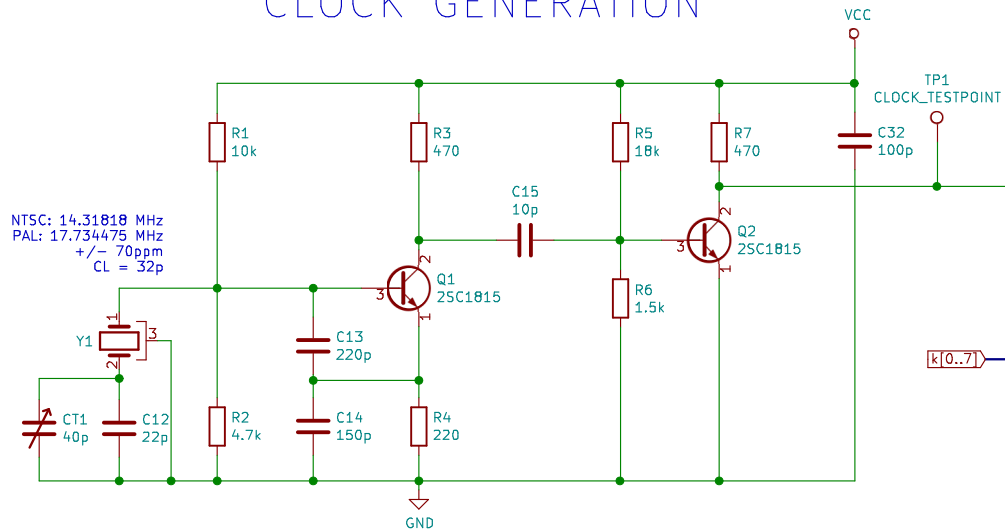 CLOCK GENERATION
VCC
TP1
CLOCK_TESTPOINT
R1
10k
R3
470
R5
18k
R7
470
C32
100p
C15
10p
NTSC: 14.31818 MHz
PAL: 17.734475 MHz
+/- 70ppm
CL = 32p
2
3
Q1
2SC1815
1
2
3
Q2
2SC1815
1
R6
1.5k
Y1
1
3
2
C13
220p
k[0..7]
CT1
40p
C12
22p
R2
4.7k
C14
150p
R4
220
GND